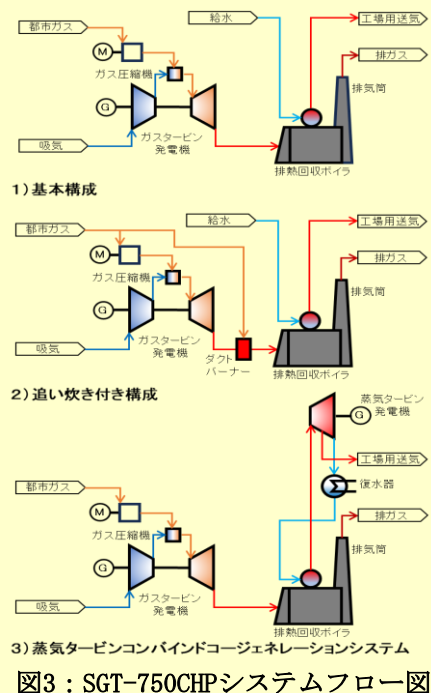 給水
工場用送気
都市ガス
M
ガス圧縮機
排ガス
排気筒
G
ガスタービン
発電機
吸気
排熱回収ボイラ
1)基本構成
給水
工場用送気
都市ガス
M
ガス圧縮機
排ガス
排気筒
G
ガスタービン
発電機
ダクト
バーナー
吸気
排熱回収ボイラ
2)追い炊き付き構成
蒸気タービン
発電機
G
工場用送気
復水器
都市ガス
M
ガス圧縮機
排ガス
排気筒
G
ガスタービン
発電機
吸気
排熱回収ボイラ
3)蒸気タービンコンバインドコージェネレーションシステム
図3:SGT-750CHPシステムフロー図